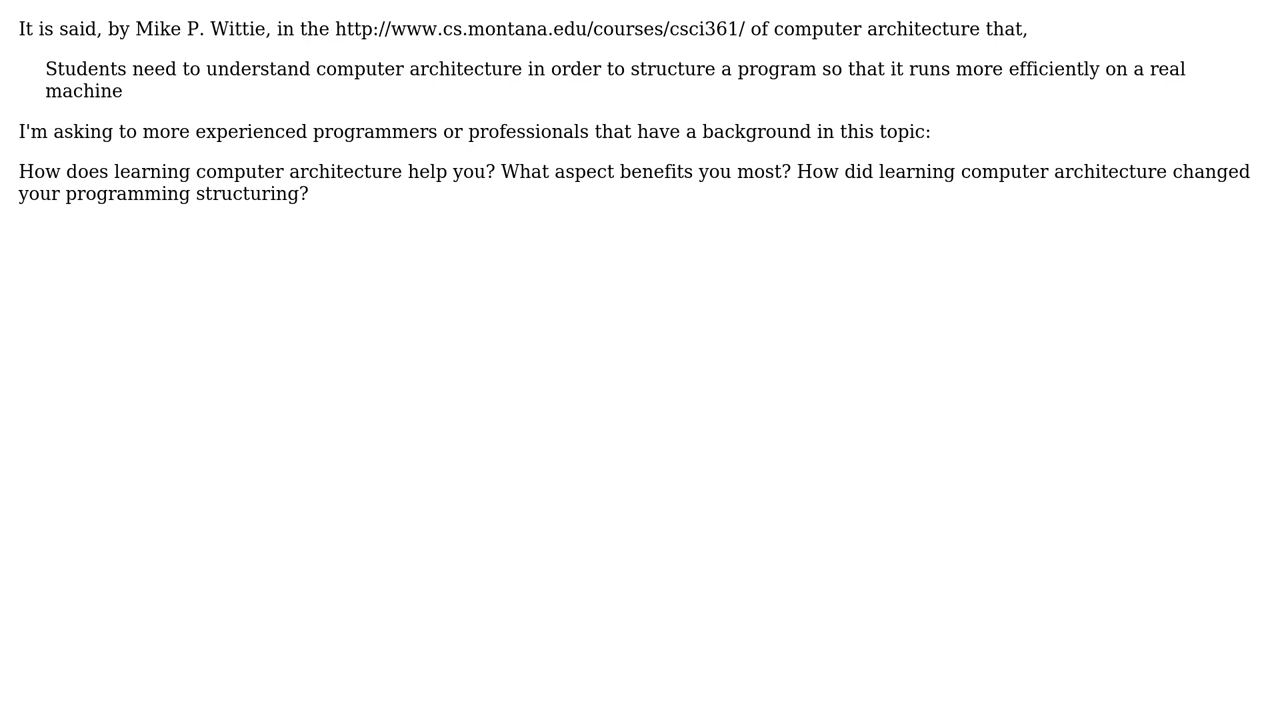 It is said, by Mike P. Wittie, in the http://www.cs.montana.edu/courses/csci361/ of computer architecture that,
Students need to understand computer architecture in order to structure a program so that it runs more efficiently on a real
machine
I'm asking to more experienced programmers or professionals that have a background in this topic:
How does learning computer architecture help you? What aspect benefits you most? How did learning computer architecture changed
your programming structuring?